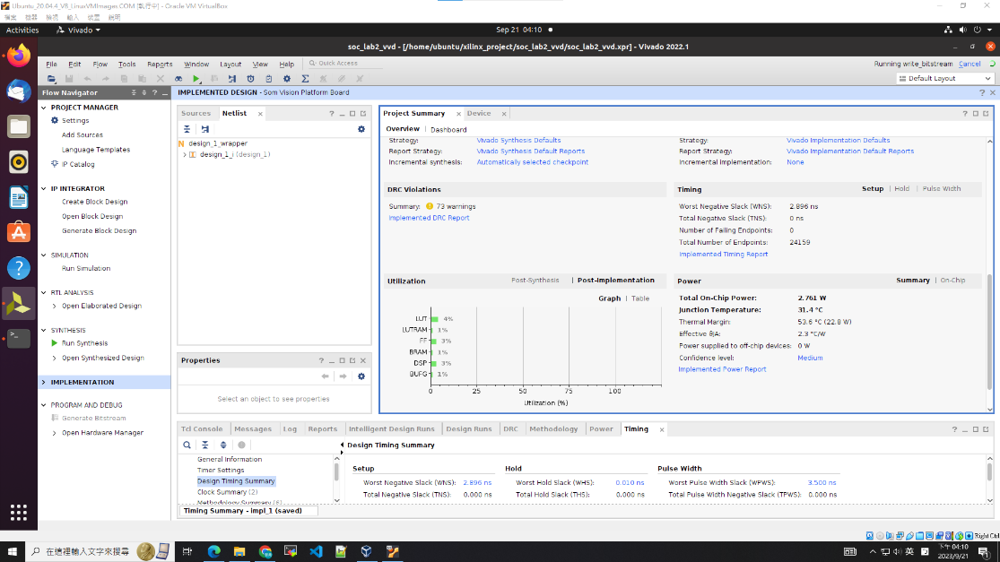 Ubuntu_20.04.4_VB_LinuxVMImages.COM [執行中] - Oracle VM VirtualBox
檔案 機器 檢視 輸入 裝置 說明
Activities Vivado Sep 21 04:10
soc_lab2_vvd - [/home/ubuntu/xilinx_project/soc_lab2_vvd/soc_lab2_vvd.xpr] - Vivado 2022.1
File Edit Flow Tools Reports Window Layout View Help Quick Access Running write_bitstream Cancel
Default Layout
Flow Navigator
IMPLEMENTED DESIGN - Som Vision Platform Board
PROJECT MANAGER
Settings
Add Sources
Language Templates
IP Catalog
IP INTEGRATOR
Create Block Design
Open Block Design
Generate Block Design
SIMULATION
Run Simulation
RTL ANALYSIS
Open Elaborated Design
SYNTHESIS
Run Synthesis
Open Synthesized Design
IMPLEMENTATION
PROGRAM AND DEBUG
Generate Bitstream
Open Hardware Manager
Sources Netlist
N design_1_wrapper
design_1_i (design_1)
Properties
Select an object to see properties
Project Summary Device
Overview Dashboard
Strategy: Vivado Synthesis Defaults
Report Strategy: Vivado Synthesis Default Reports
Incremental synthesis: Automatically selected checkpoint
Strategy: Vivado Implementation Defaults
Report Strategy: Vivado Implementation Default Reports
Incremental implementation: None
DRC Violations
Summary: 73 warnings
Implemented DRC Report
Timing Setup Hold Pulse Width
Worst Negative Slack (WNS): 2.896 ns
Total Negative Slack (TNS): 0 ns
Number of Failing Endpoints: 0
Total Number of Endpoints: 24159
Implemented Timing Report
Utilization Post-Synthesis Post-Implementation
Graph Table
LUT 4%
LUTRAM 1%
FF 3%
BRAM 1%
DSP 3%
BUFG 1%
0 25 50 75 100
Utilization (%)
Power Summary On-Chip
Total On-Chip Power: 2.761 W
Junction Temperature: 31.4 °C
Thermal Margin: 53.6 °C (22.8 W)
Effective ϑJA: 2.3 °C/W
Power supplied to off-chip devices: 0 W
Confidence level: Medium
Implemented Power Report
Tcl Console Messages Log Reports Intelligent Design Runs Design Runs DRC Methodology Power Timing
Design Timing Summary
General Information
Timer Settings
Design Timing Summary
Clock Summary (2)
Methodology Summary (6)
Setup Hold Pulse Width
Worst Negative Slack (WNS): 2.896 ns Worst Hold Slack (WHS): 0.010 ns Worst Pulse Width Slack (WPWS): 3.500 ns
Total Negative Slack (TNS): 0.000 ns Total Hold Slack (THS): 0.000 ns Total Pulse Width Negative Slack (TPWS): 0.000 ns
Timing Summary - impl_1 (saved)
Right Ctrl
在這裡輸入文字來搜尋
英
下午 04:10
2023/9/21